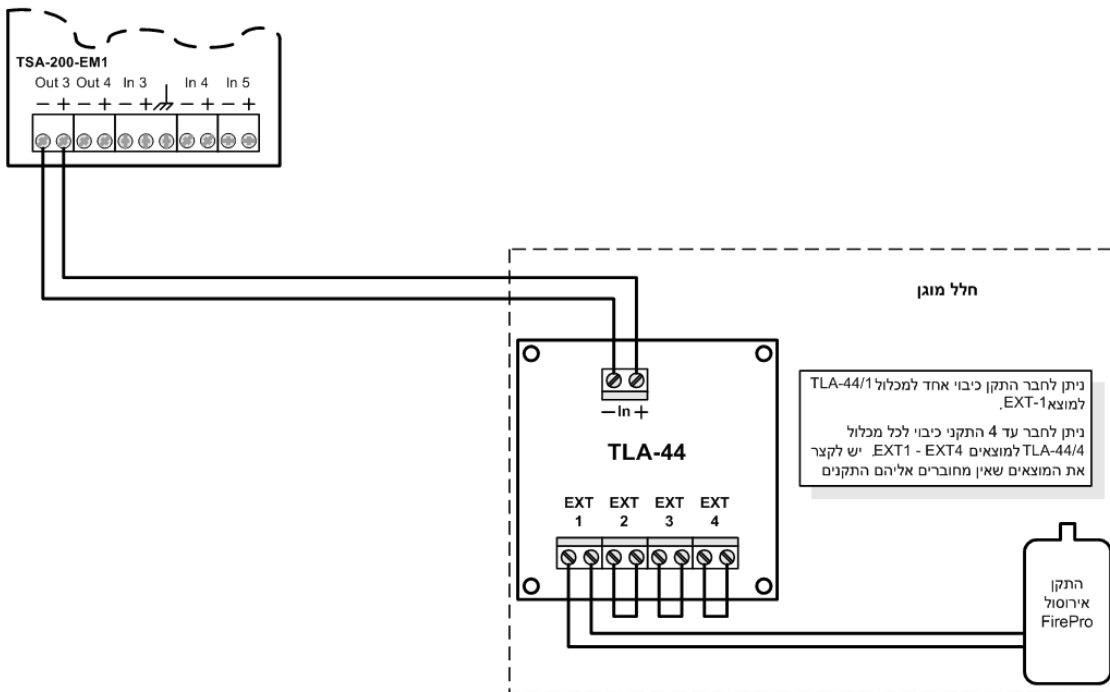 TSA-200-EM1
Out 3 Out 4 In 3 In 4 In 5
− + − + − + − + − +
חלל מוגן
− In +
TLA-44
ניתן לחבר התקן כיבוי אחד למכלול TLA-44/1
למוצא EXT-1.
ניתן לחבר עד 4 התקני כיבוי לכל מכלול
TLA-44/4 למוצאים EXT1 - EXT4. יש לקצר
את המוצאים שאין מחוברים אליהם התקנים
EXT EXT EXT EXT
1 2 3 4
התקן
אירוסול
FirePro